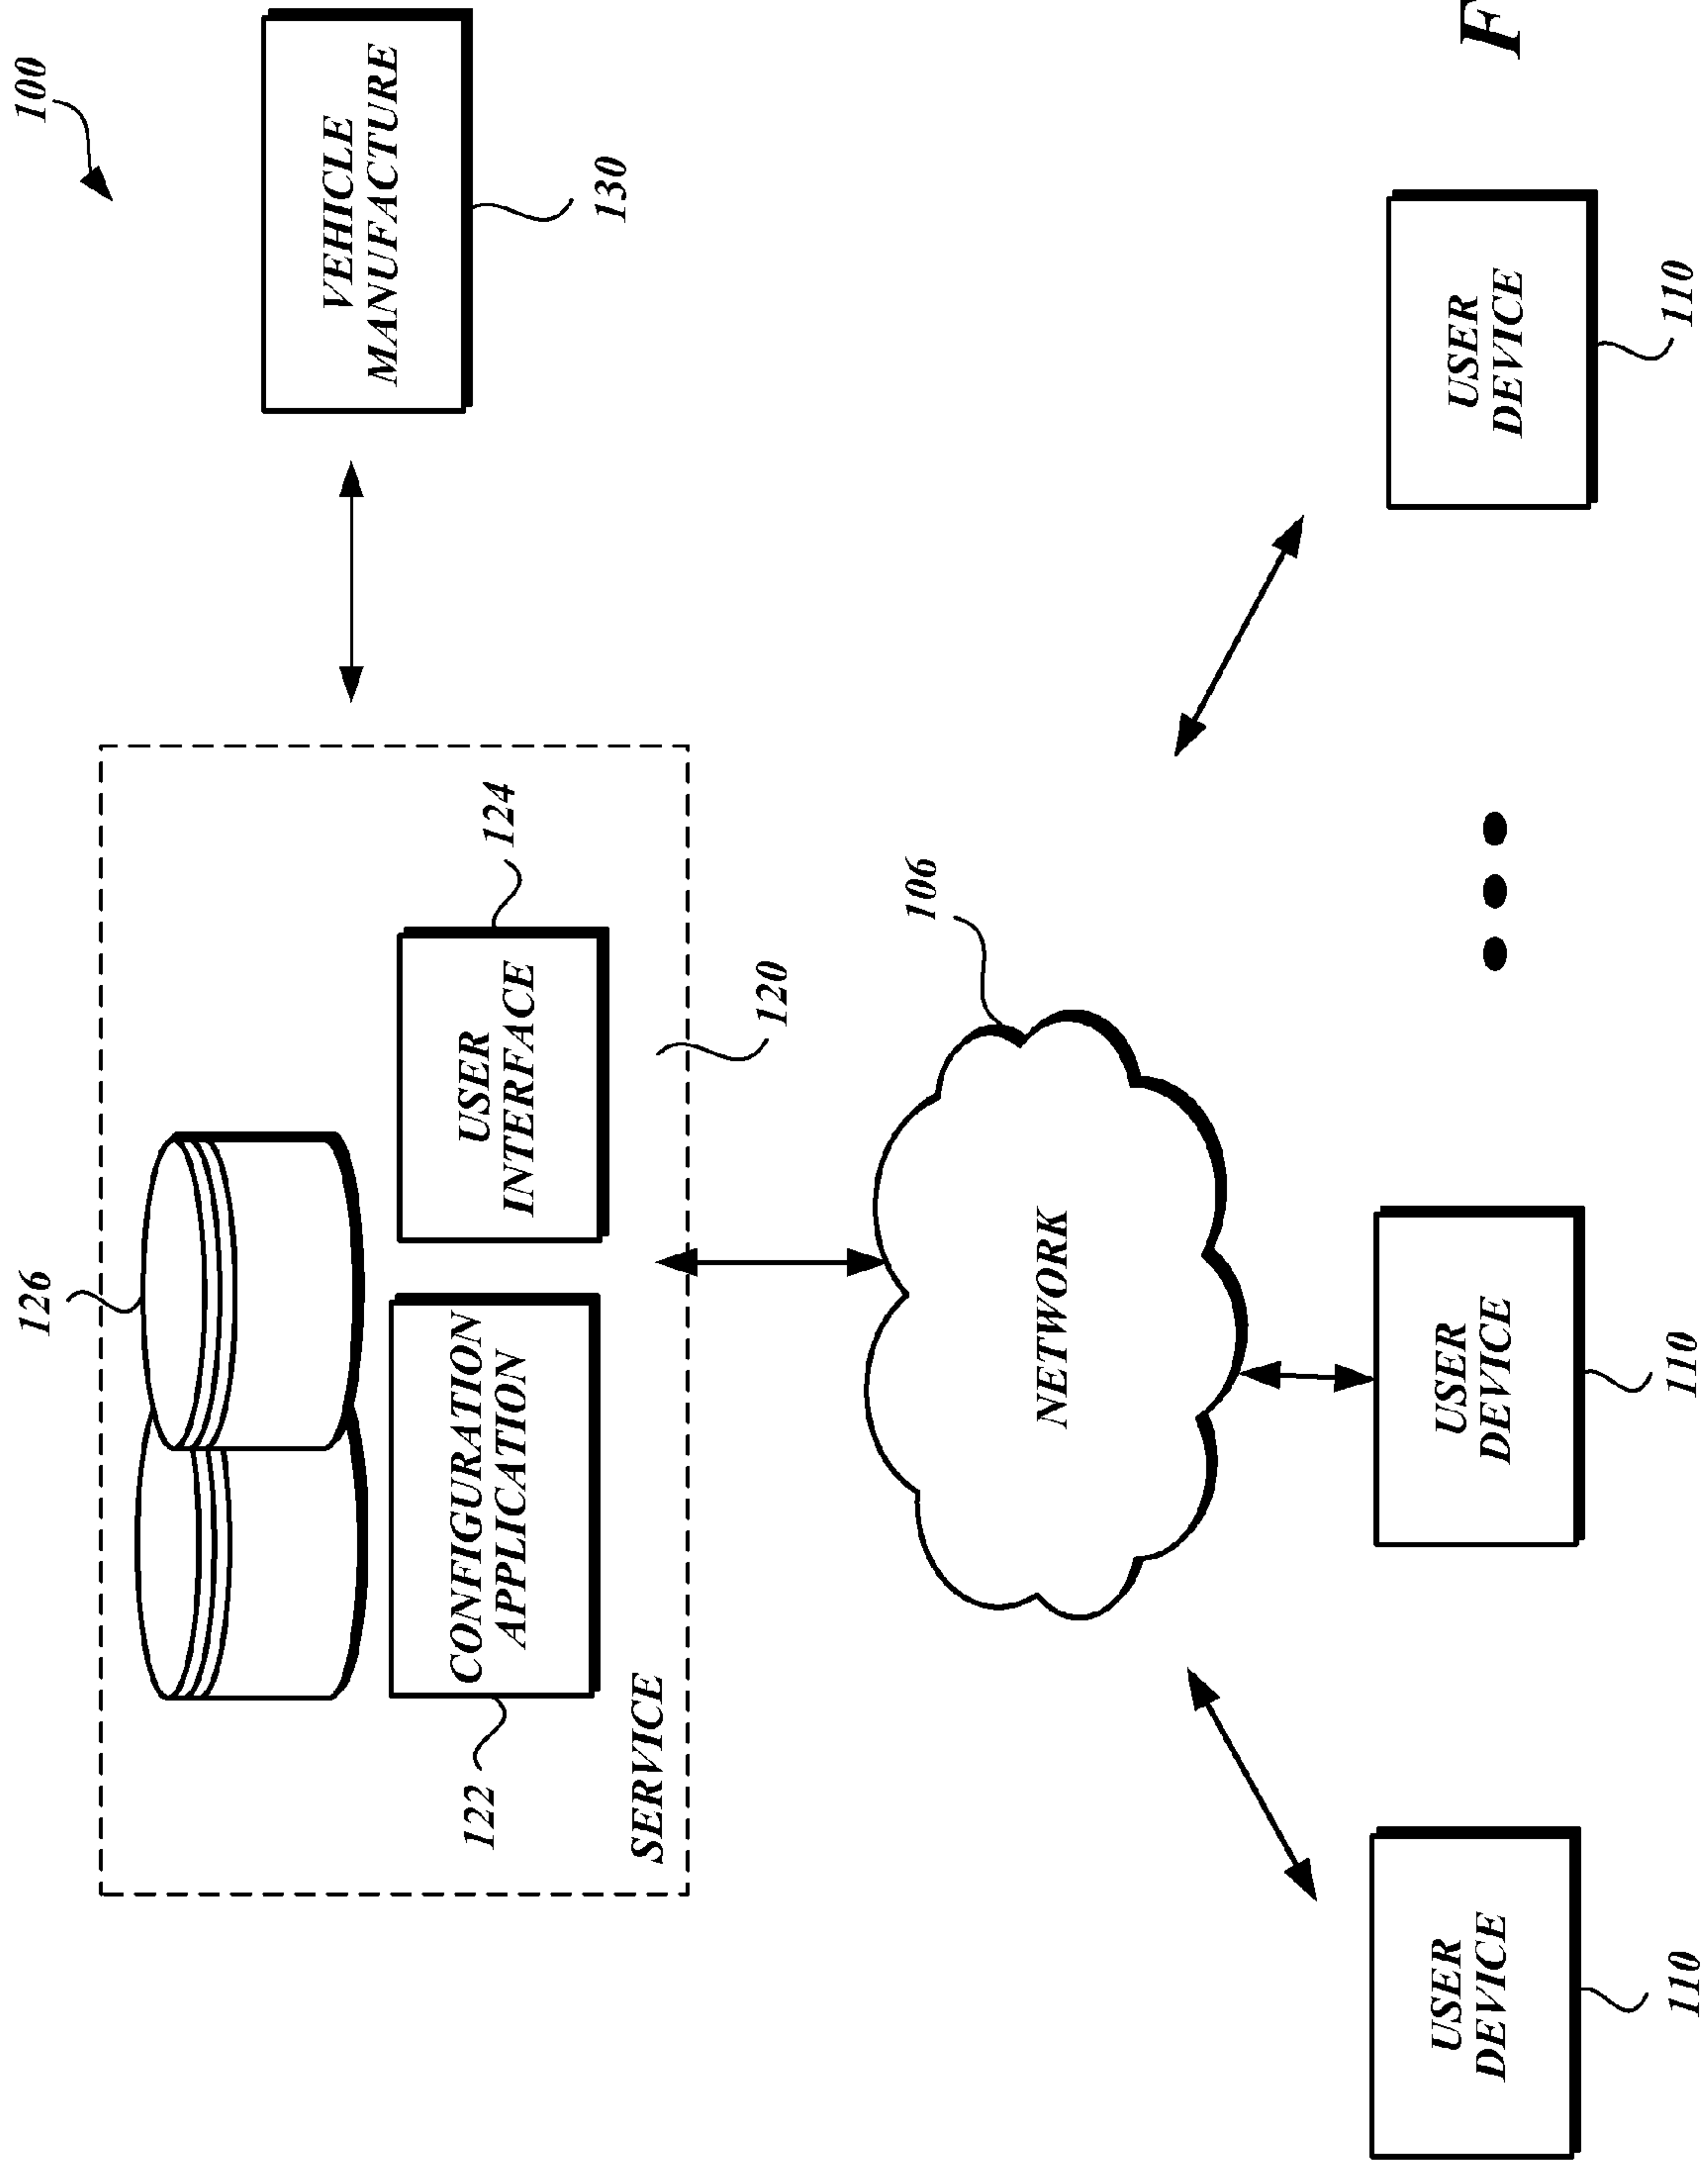 100
126
VEHICLE
MANUFACTURE
130
CONFIGURATION
APPLICATION
122
USER
INTERFACE
124
SERVICE
120
106
NETWORK
USER
DEVICE
110
USER
DEVICE
110
USER
DEVICE
110
F